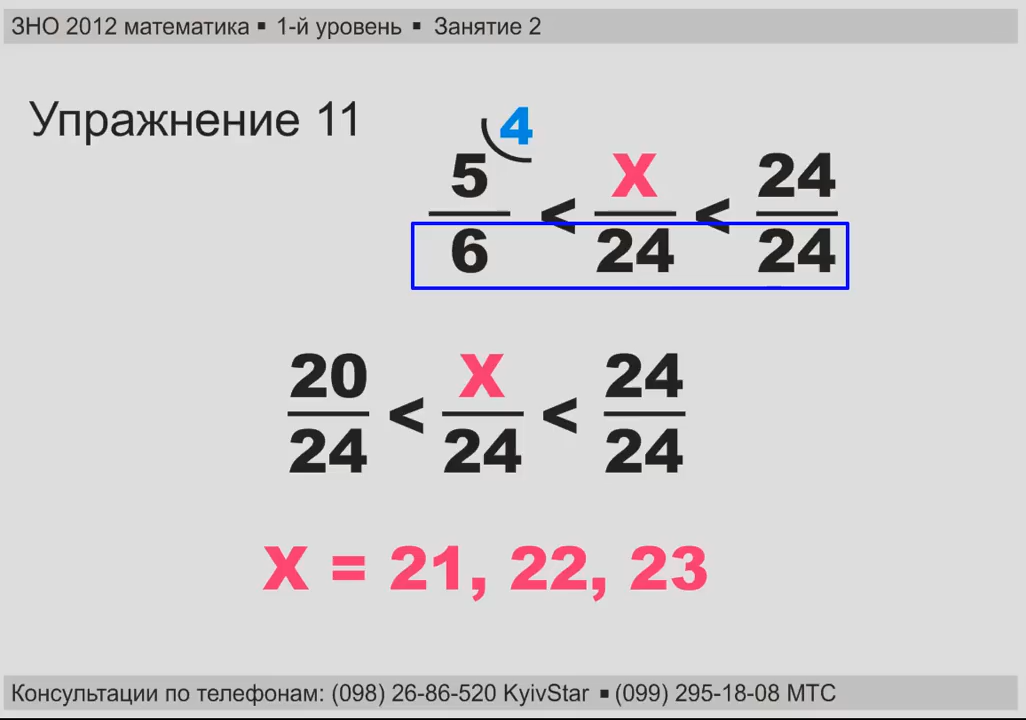 ЗНО 2012 математика ▪ 1-й уровень ▪ Занятие 2
Упражнение 11
4
5/6 < X/24 < 24/24
20/24 < X/24 < 24/24
X = 21, 22, 23
Консультации по телефонам: (098) 26-86-520 KyivStar ▪ (099) 295-18-08 МТС